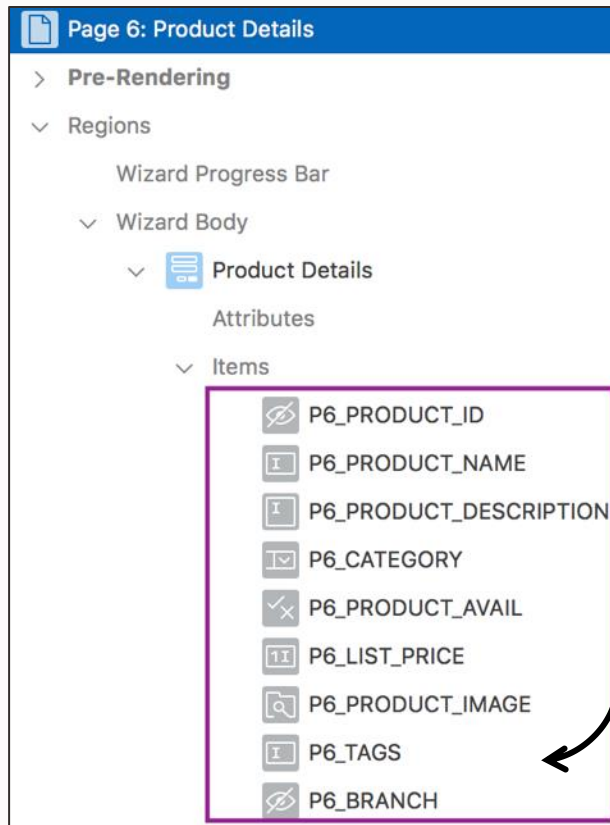 Page 6: Product Details
Pre-Rendering
Regions
Wizard Progress Bar
Wizard Body
Product Details
Attributes
Items
P6_PRODUCT_ID
P6_PRODUCT_NAME
P6_PRODUCT_DESCRIPTION
P6_CATEGORY
P6_PRODUCT_AVAIL
P6_LIST_PRICE
P6_PRODUCT_IMAGE
P6_TAGS
P6_BRANCH